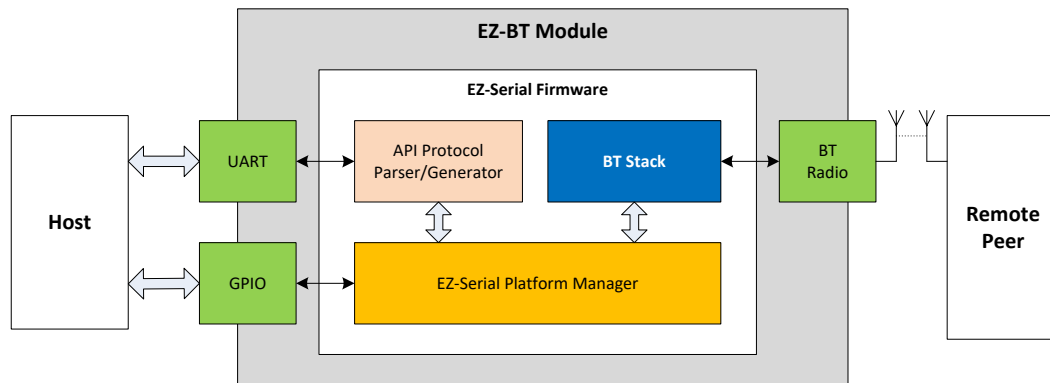 EZ-BT Module
EZ-Serial Firmware
Host
UART
API Protocol
Parser/Generator
BT Stack
BT
Radio
Remote
Peer
GPIO
EZ-Serial Platform Manager